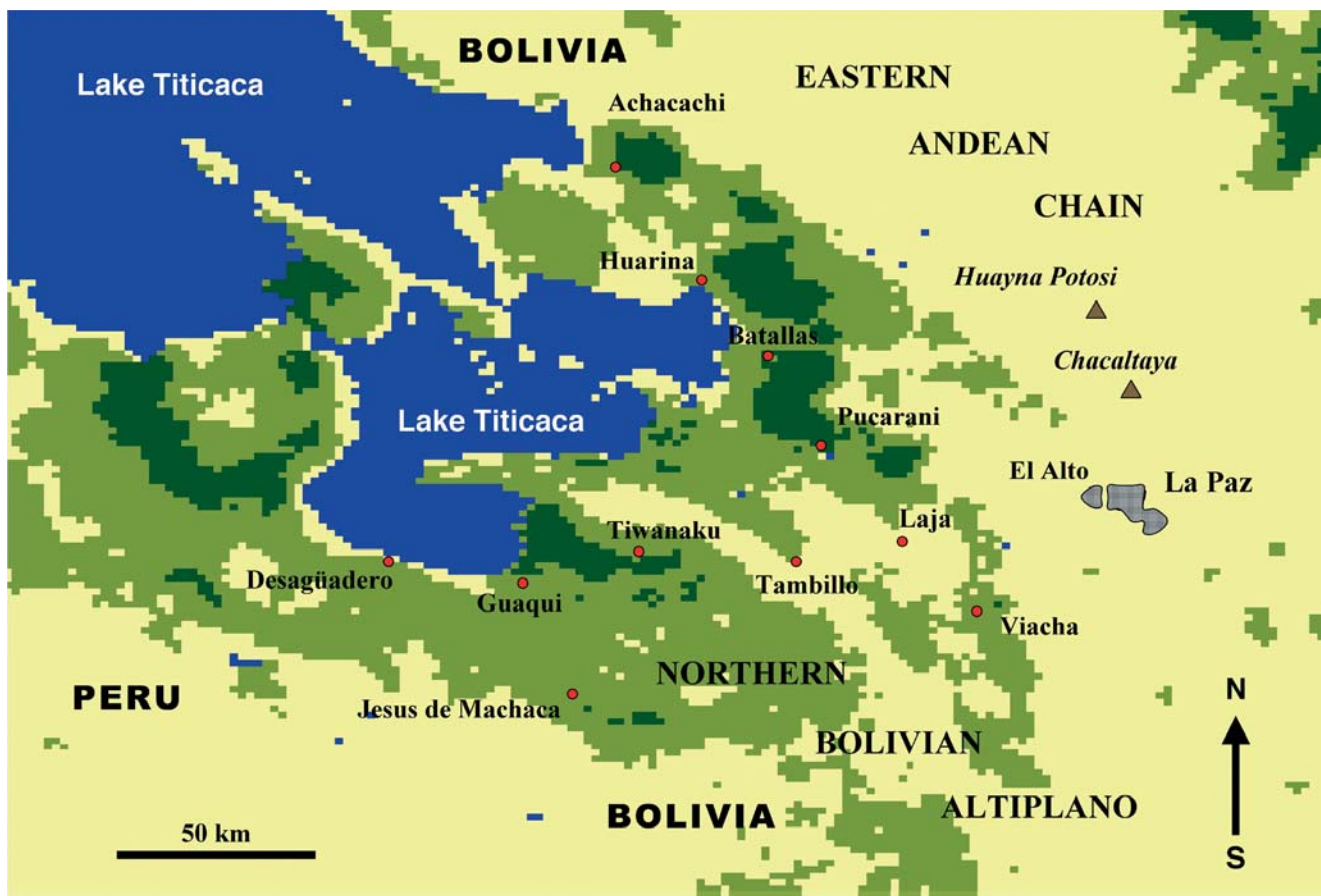 BOLIVIA
Lake Titicaca
EASTERN
Achacachi
ANDEAN
CHAIN
Huarina
Huayna Potosi
Batallas
Chacaltaya
Lake Titicaca
Pucarani
El Alto
La Paz
Laja
Tiwanaku
Desagüadero
Tambillo
Guaqui
Viacha
NORTHERN
PERU
N
Jesus de Machaca
BOLIVIAN
ALTIPLANO
BOLIVIA
50 km
S